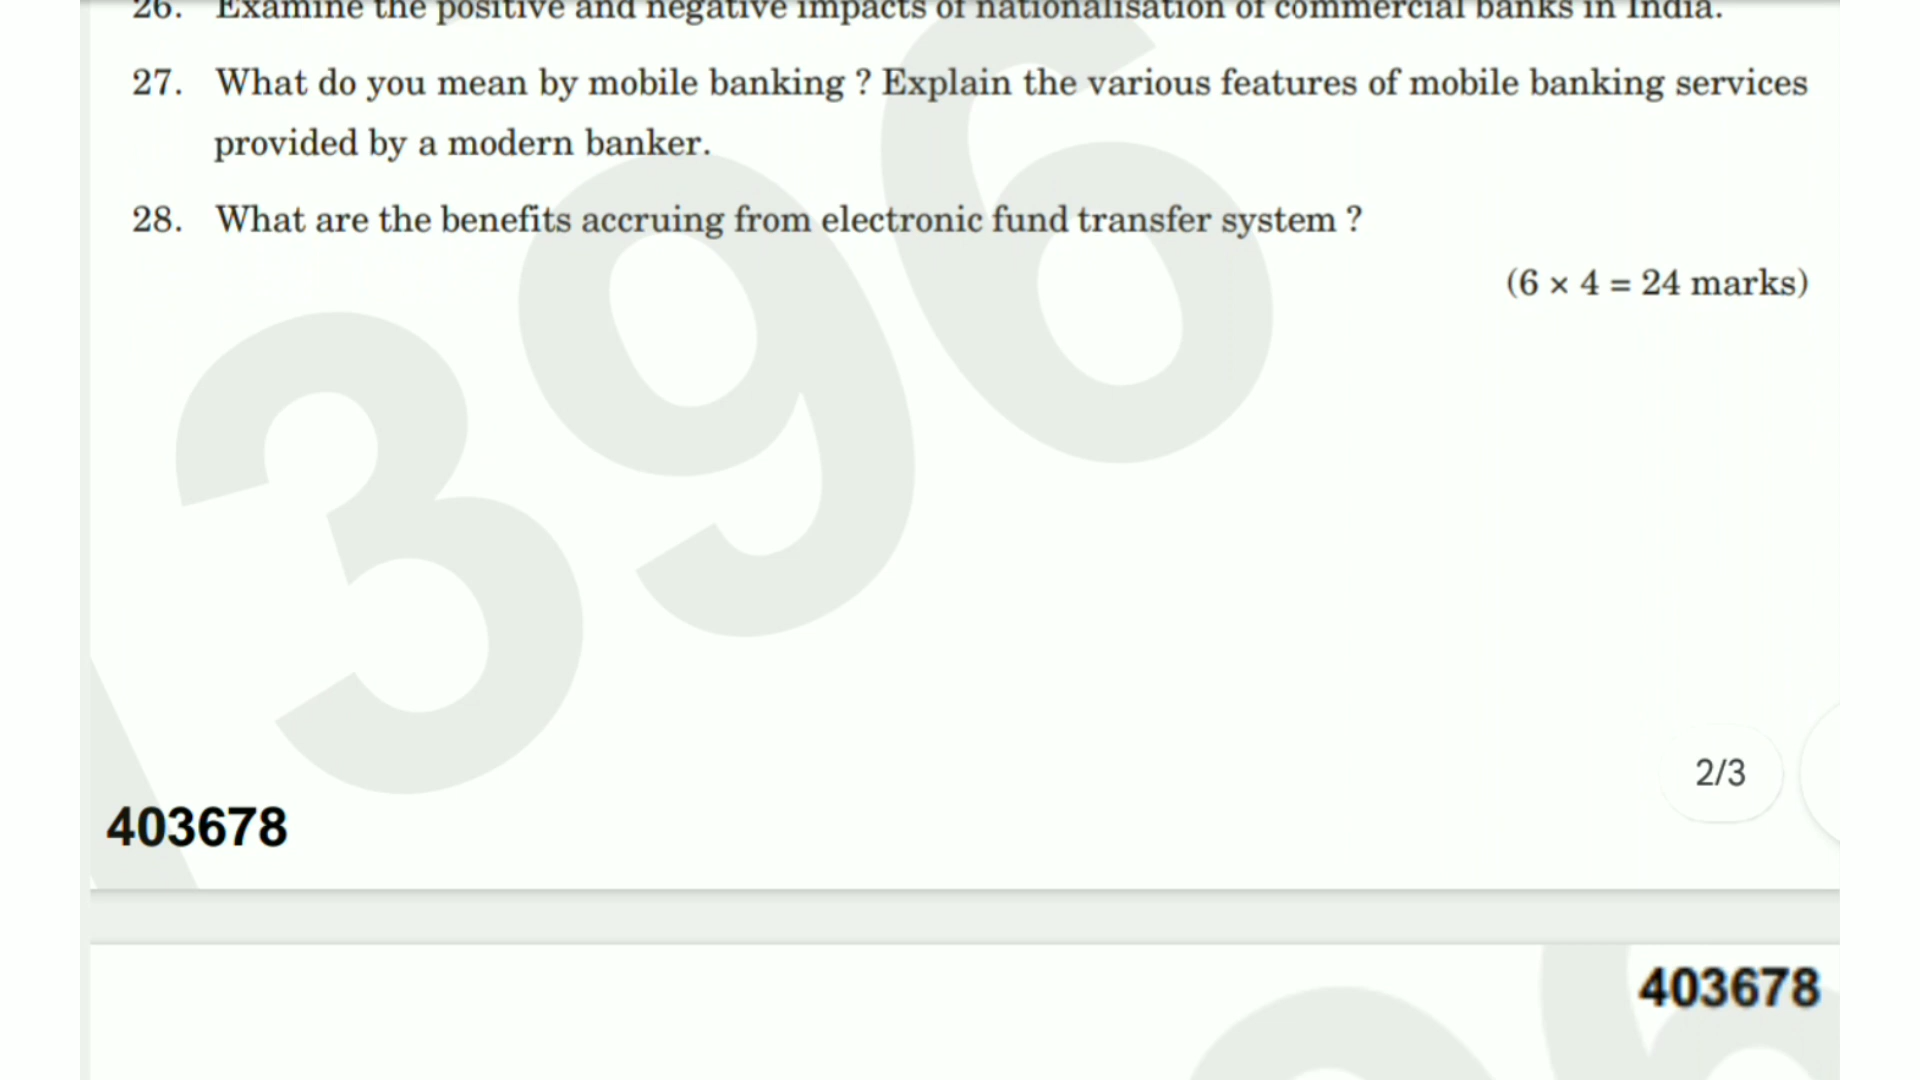 26. Examine the positive and negative impacts of nationalisation of commercial banks in India.
27. What do you mean by mobile banking ? Explain the various features of mobile banking services
provided by a modern banker.
28. What are the benefits accruing from electronic fund transfer system ?
(6 × 4 = 24 marks)
396
2/3
403678
403678